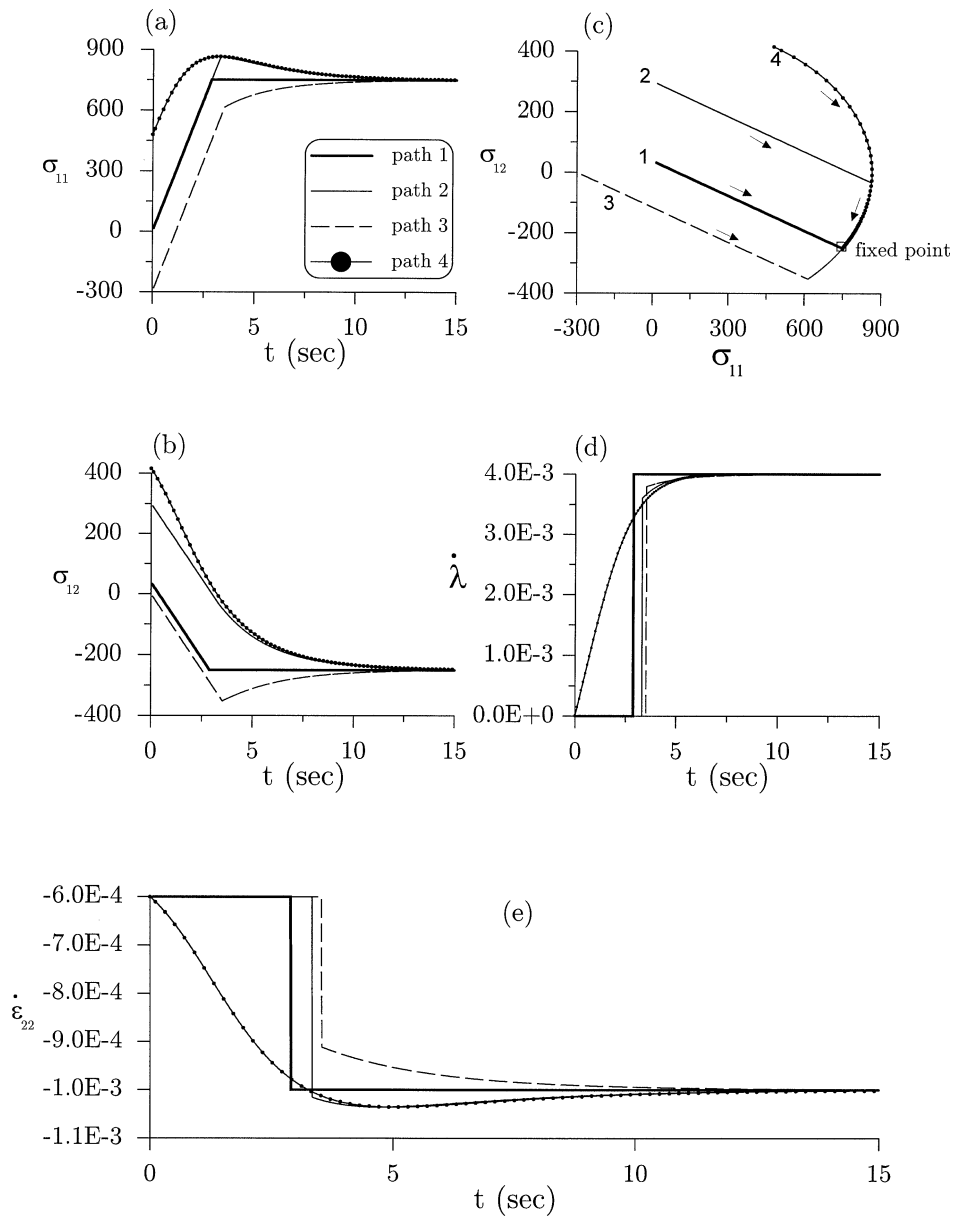 (a)
900
600
300
0
-300
σ₁₁
path 1
path 2
path 3
path 4
0 5 10 15
t (sec)
(c)
400
200
0
-200
-400
σ₁₂
4
2
1
3
fixed point
-300 0 300 600 900
σ₁₁
(b)
400
200
0
-200
-400
σ₁₂
0 5 10 15
t (sec)
(d)
4.0E-3
3.0E-3
2.0E-3
1.0E-3
0.0E+0
λ̇
0 5 10 15
t (sec)
(e)
-6.0E-4
-7.0E-4
-8.0E-4
-9.0E-4
-1.0E-3
-1.1E-3
ε̇₂₂
0 5 10 15
t (sec)